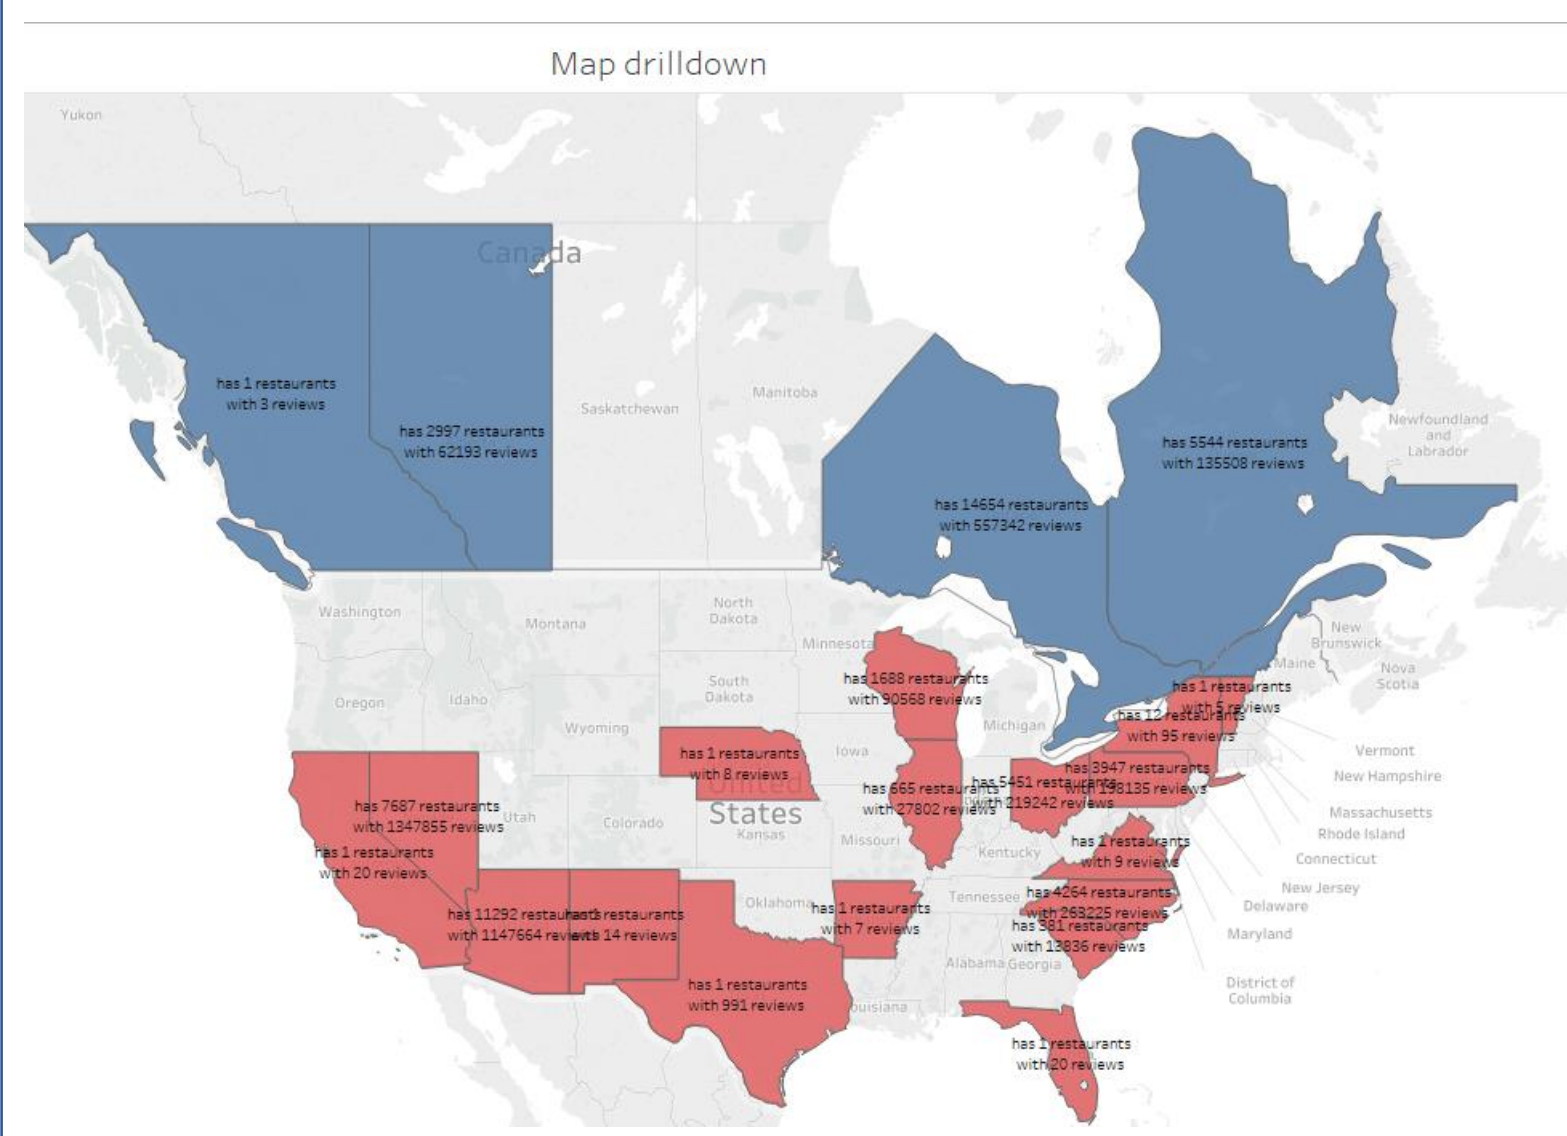 Map drilldown
Yukon
Canada
has 1 restaurants
with 3 reviews
has 2997 restaurants
with 62193 reviews
Saskatchewan
Manitoba
has 14654 restaurants
with 557342 reviews
has 5544 restaurants
with 135508 reviews
Newfoundland
and
Labrador
Washington
Montana
North
Dakota
Minnesota
New
Brunswick
Maine
Nova
Scotia
Oregon
Idaho
South
Dakota
Wyoming
has 1688 restaurants
with 90568 reviews
Michigan
has 1 restaurants
with 5 reviews
has 12 restaurants
with 95 reviews
Vermont
New Hampshire
Massachusetts
Rhode Island
Connecticut
New Jersey
Delaware
Maryland
District of
Columbia
has 1 restaurants
with 8 reviews
Iowa
United
States
has 7687 restaurants
with 1347855 reviews
Utah
Colorado
Kansas
Missouri
has 665 restaurants
with 27802 reviews
has 5451 restaurants
with 219242 reviews
has 3947 restaurants
with 198135 reviews
has 1 restaurants
with 20 reviews
Kentucky
has 1 restaurants
with 9 reviews
has 11292 restaurants
with 1147664 reviews
restaurants
with 14 reviews
Oklahoma
has 1 restaurants
with 7 reviews
Tennessee
has 4264 restaurants
with 263225 reviews
has 381 restaurants
with 13836 reviews
Alabama
Georgia
has 1 restaurants
with 991 reviews
ouisiana
has 1 restaurants
with 20 reviews